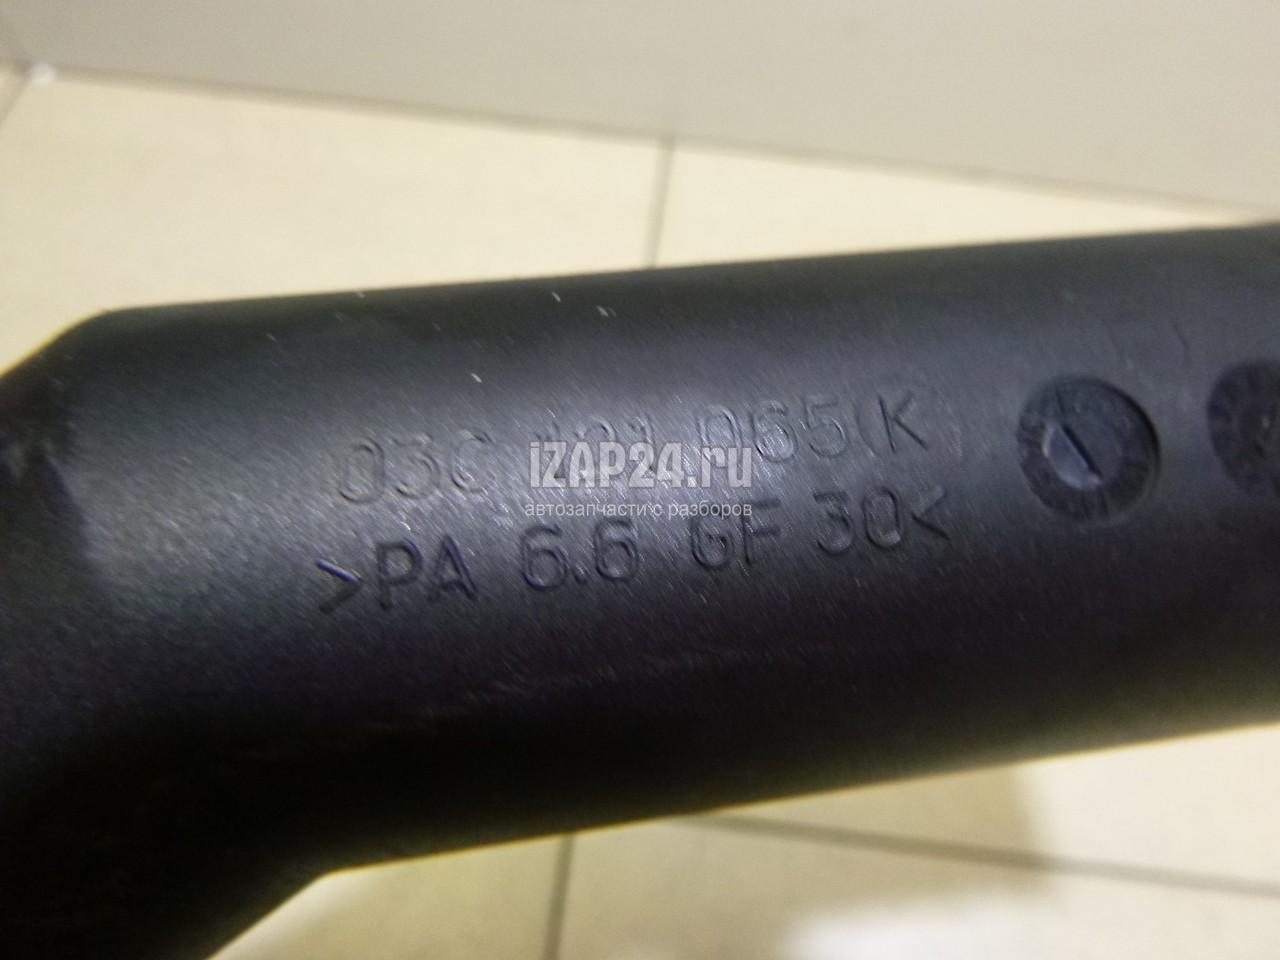 03C 121 065 K
iZAP24.ru
автозапчасти с разборов
>PA 6.6 GF 30<